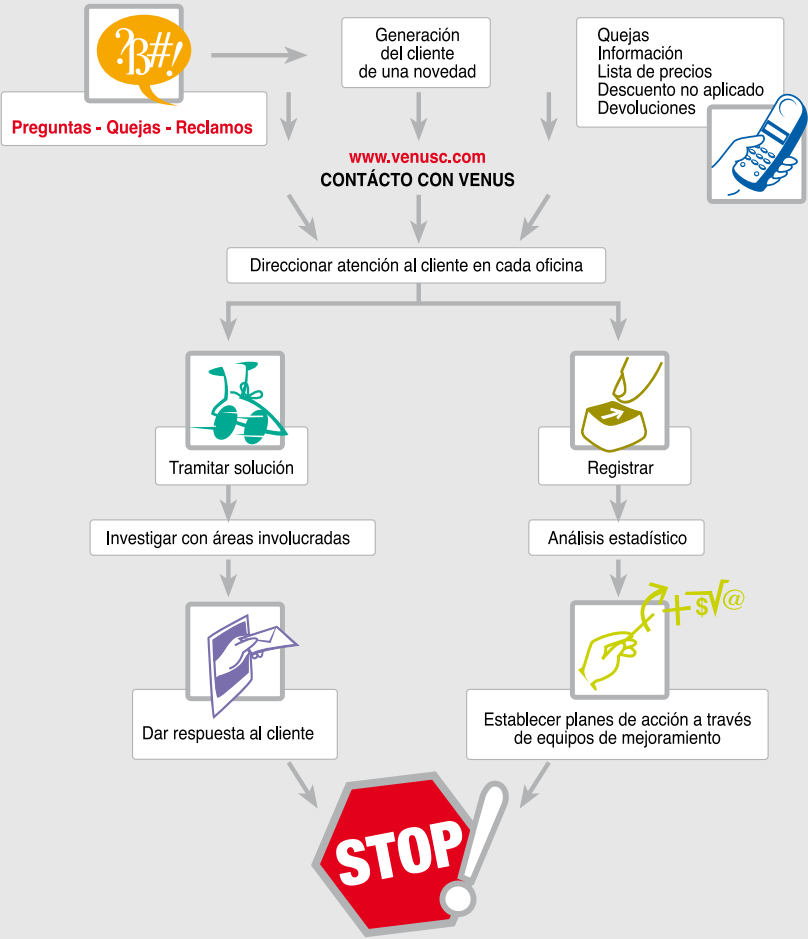 ?B#!
Preguntas - Quejas - Reclamos
Generación
del cliente
de una novedad
Quejas
Información
Lista de precios
Descuento no aplicado
Devoluciones
www.venusc.com
CONTÁCTO CON VENUS
Direccionar atención al cliente en cada oficina
Tramitar solución
Registrar
Investigar con áreas involucradas
Análisis estadístico
+$√@
Dar respuesta al cliente
Establecer planes de acción a través
de equipos de mejoramiento
STOP!